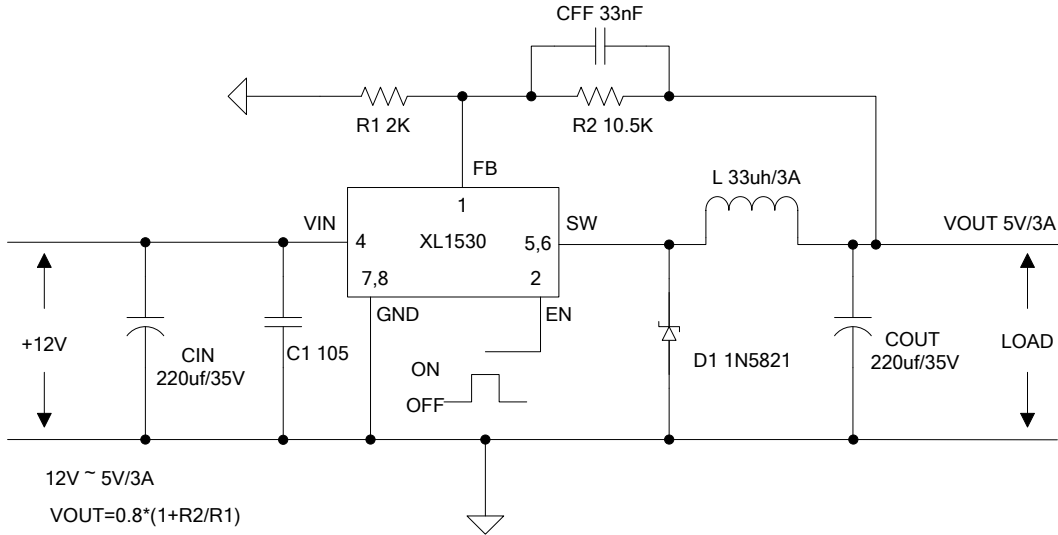 CFF 33nF
R1 2K
R2 10.5K
FB
L 33uh/3A
1
VIN
SW
VOUT 5V/3A
4
XL1530
5,6
7,8
2
GND
EN
+12V
CIN
220uf/35V
C1 105
ON
OFF
D1 1N5821
COUT
220uf/35V
LOAD
12V ~ 5V/3A
VOUT=0.8*(1+R2/R1)